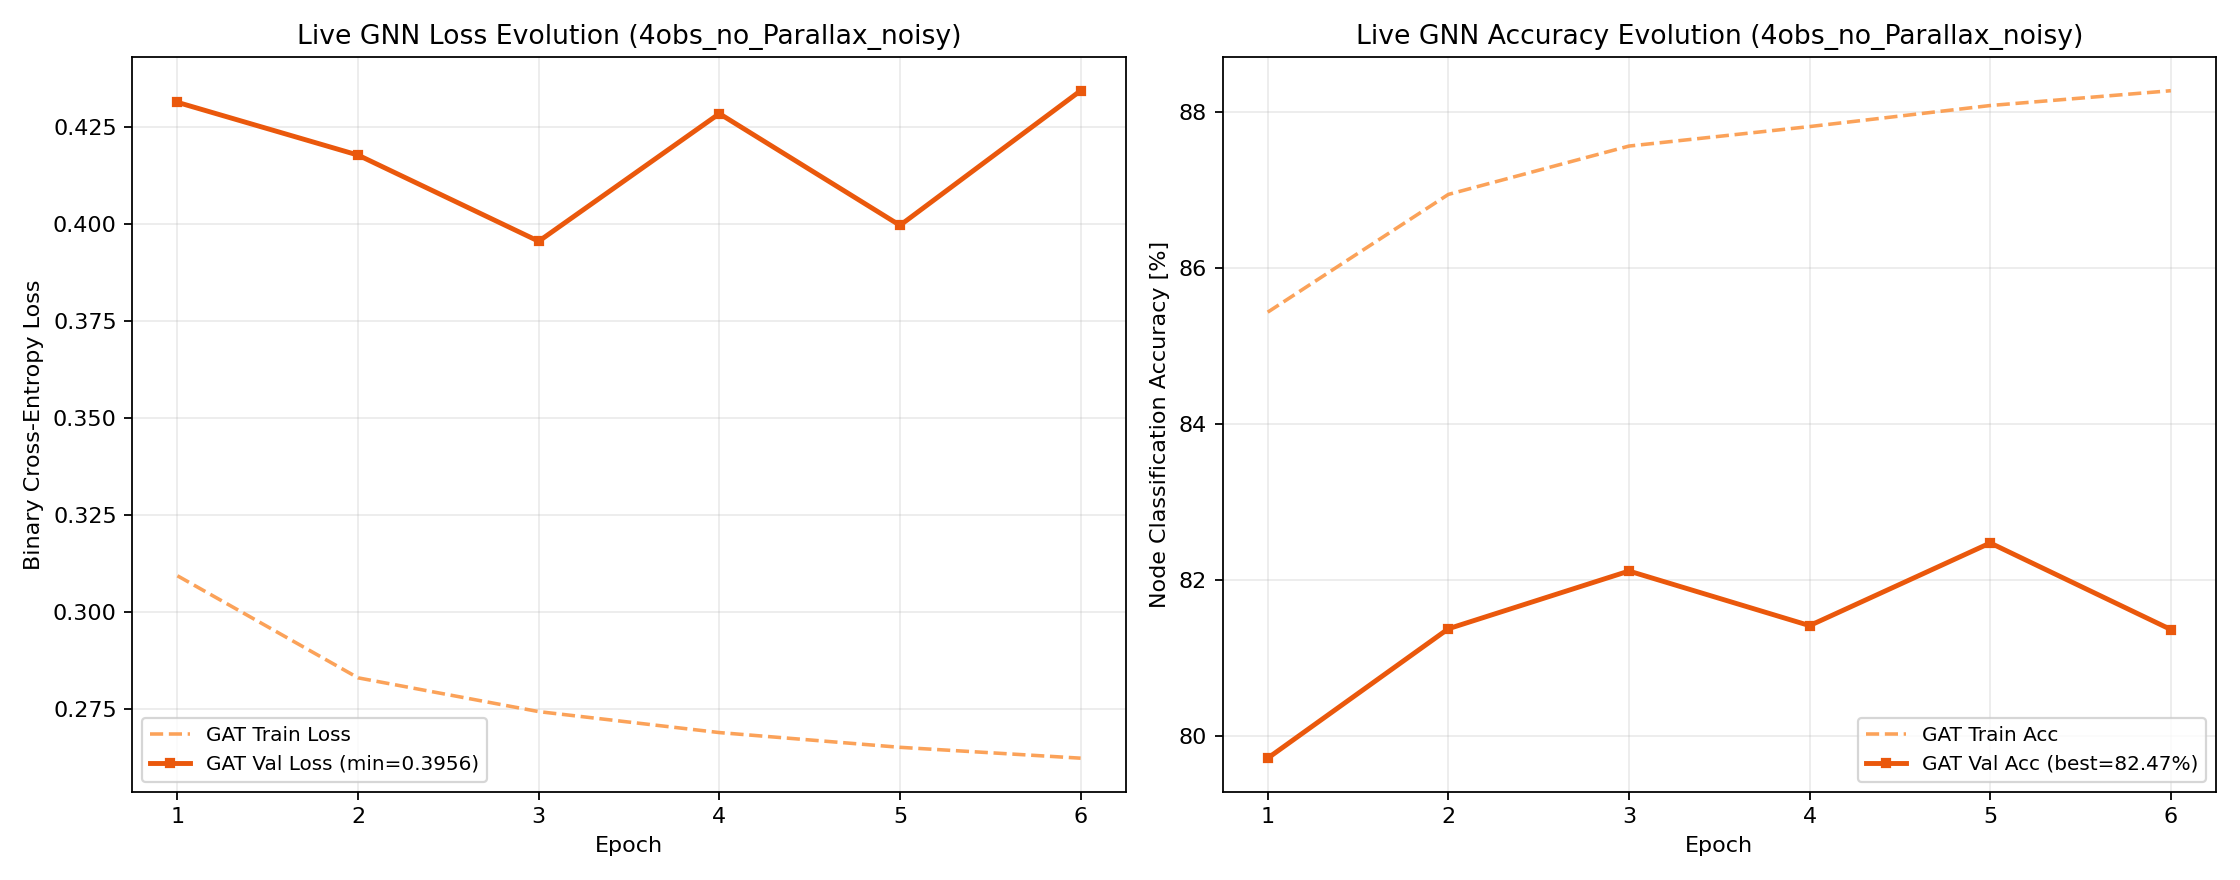 Live GNN Loss Evolution (4obs_no_Parallax_noisy)
Binary Cross-Entropy Loss
0.425
0.400
0.375
0.350
0.325
0.300
0.275
GAT Train Loss
GAT Val Loss (min=0.3956)
1 2 3 4 5 6
Epoch
Live GNN Accuracy Evolution (4obs_no_Parallax_noisy)
Node Classification Accuracy [%]
88
86
84
82
80
GAT Train Acc
GAT Val Acc (best=82.47%)
1 2 3 4 5 6
Epoch